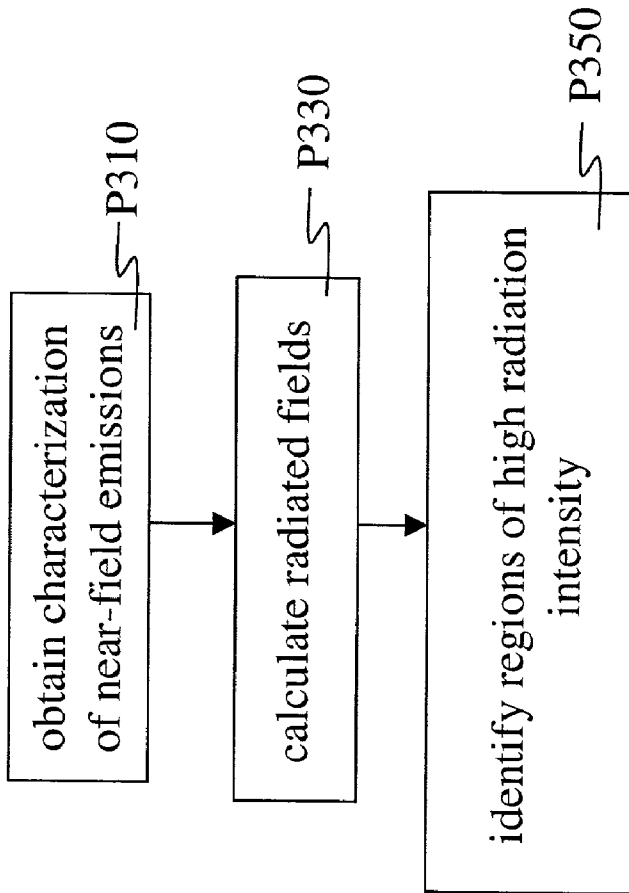 obtain characterization
of near-field emissions
P310
calculate radiated fields
P330
identify regions of high radiation
intensity
P350